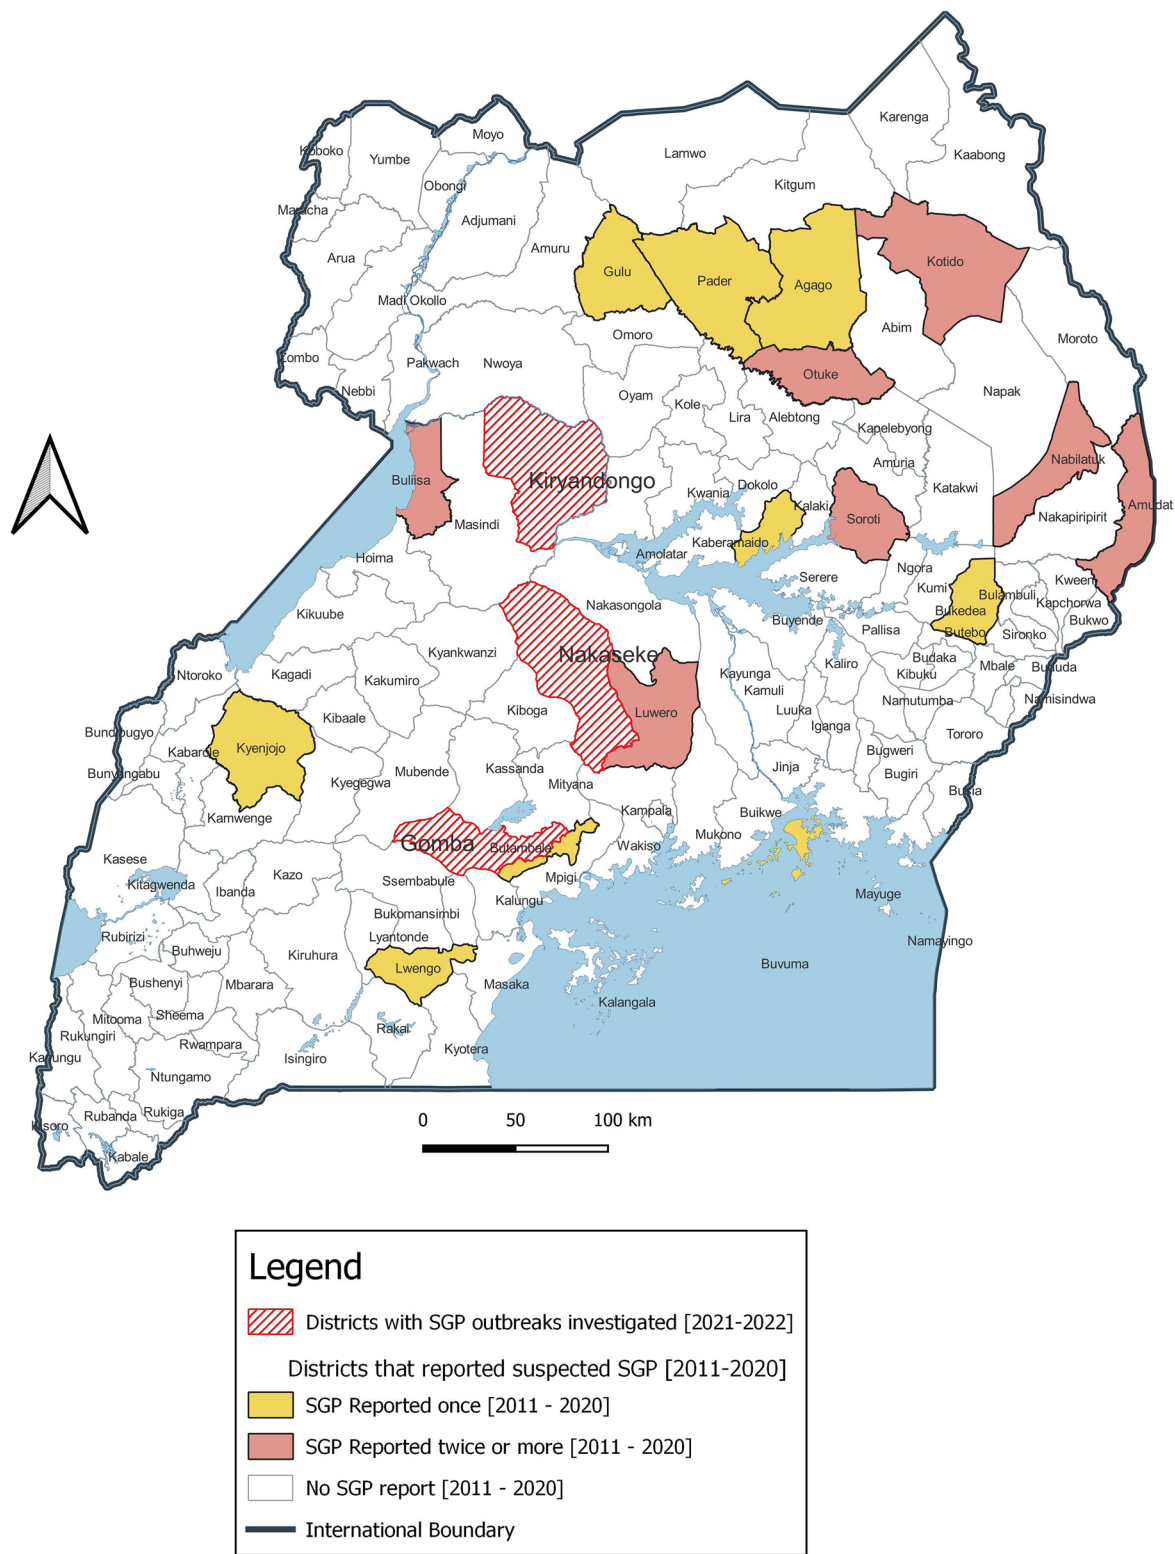 Karenga
Kaabong
Moyo
Koboko
Yumbe
Lamwo
Obongi
Kitgum
Maracha
Adjumani
Amuru
Arua
Gulu
Pader
Agago
Kotido
Madi Okollo
Abim
Omoro
Moroto
Zombo
Pakwach
Nwoya
Otuke
Nebbi
Napak
Oyam
Kole
Lira
Alebtong
Kapelebyong
Nabilatuk
Amuria
Buliisa
Kiryandongo
Dokolo
Kwania
Katakwi
Kalaki
Amudat
Masindi
Soroti
Nakapiripirit
Kaberamaido
Amolatar
Hoima
Ngora
Serere
Kween
Kumi
Bulambuli
Nakasongola
Kapchorwa
Kikuube
Bukedea
Buyende
Bukwo
Pallisa
Butebo
Sironko
Nakaseke
Kyankwanzi
Budaka
Kaliro
Mbale
Bududa
Ntoroko
Kagadi
Kayunga
Kibuku
Kakumiro
Kamuli
Namutumba
Namisindwa
Kiboga
Luwero
Luuka
Kibaale
Iganga
Bundibugyo
Tororo
Kyenjojo
Kabarole
Bugweri
Bunyangabu
Mubende
Kassanda
Jinja
Bugiri
Kyegegwa
Mityana
Busia
Kampala
Buikwe
Kamwenge
Mukono
Gomba
Butambala
Wakiso
Kasese
Kazo
Mpigi
Kitagwenda
Ssembabule
Ibanda
Mayuge
Kalungu
Bukomansimbi
Rubirizi
Lyantonde
Namayingo
Buhweju
Kiruhura
Lwengo
Buvuma
Bushenyi
Mbarara
Masaka
Kalangala
Mitooma
Sheema
Rakai
Rukungiri
Rwampara
Kyotera
Kanungu
Isingiro
Ntungamo
Rubanda
Rukiga
Kisoro
Kabale
0 50 100 km
Legend
Districts with SGP outbreaks investigated [2021-2022]
Districts that reported suspected SGP [2011-2020]
SGP Reported once [2011 - 2020]
SGP Reported twice or more [2011 - 2020]
No SGP report [2011 - 2020]
International Boundary